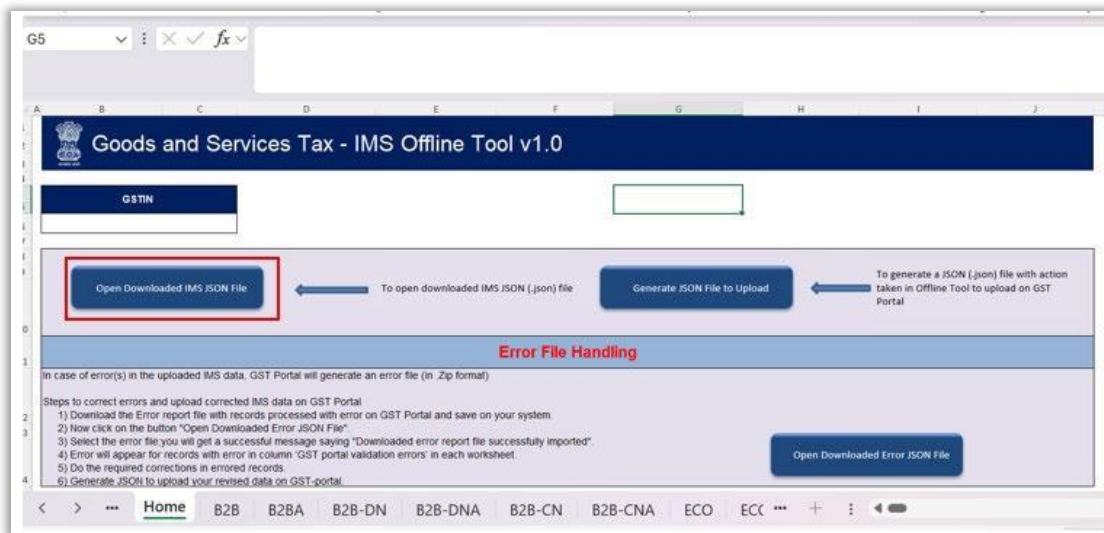 G5 fx
A B C D E F G H I J
Goods and Services Tax - IMS Offline Tool v1.0
GSTIN
Open Downloaded IMS JSON File
To open downloaded IMS JSON (.json) file
Generate JSON File to Upload
To generate a JSON (.json) file with action
taken in Offline Tool to upload on GST
Portal
Error File Handling
In case of error(s) in the uploaded IMS data, GST Portal will generate an error file (in .Zip format)
Steps to correct errors and upload corrected IMS data on GST Portal
1) Download the Error report file with records processed with error on GST Portal and save on your system.
2) Now click on the button "Open Downloaded Error JSON File".
3) Select the error file;you will get a successful message saying "Downloaded error report file successfully imported".
4) Error will appear for records with error in column 'GST portal validation errors' in each worksheet.
5) Do the required corrections in errored records.
6) Generate JSON to upload your revised data on GST-portal.
Open Downloaded Error JSON File
Home B2B B2BA B2B-DN B2B-DNA B2B-CN B2B-CNA ECO